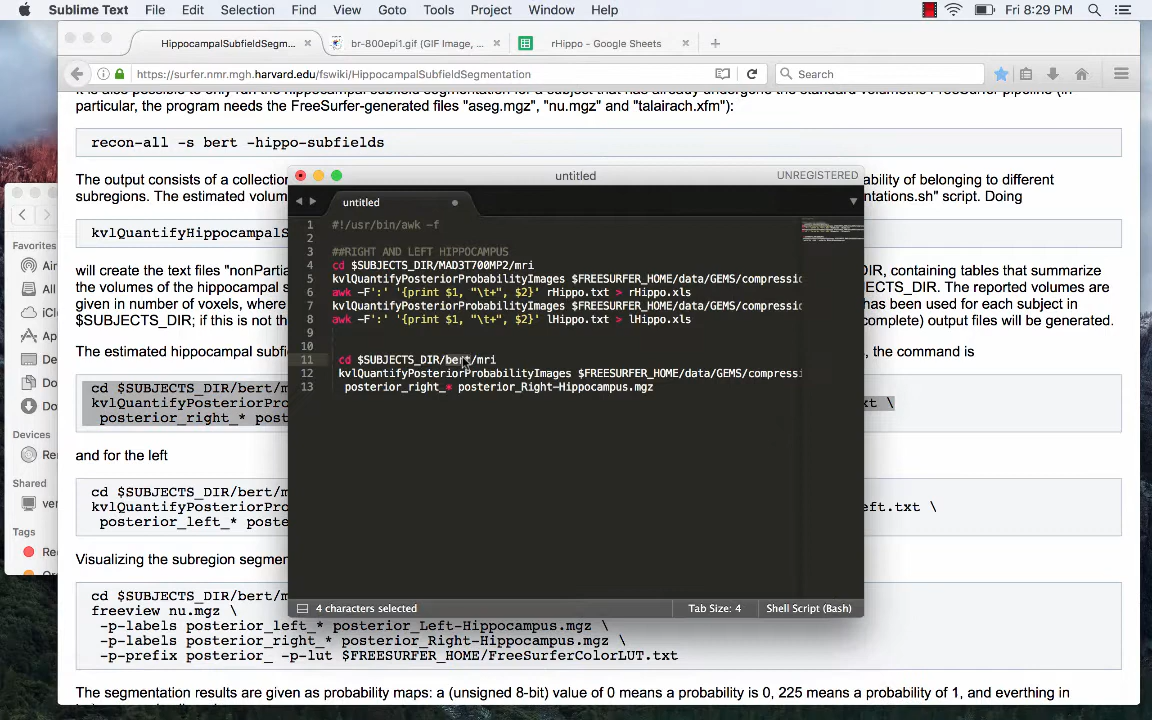 Sublime Text File Edit Selection Find View Goto Tools Project Window Help Fri 8:29 PM
HippocampalSubfieldSegm... br-800epi1.gif (GIF Image, ... rHippo - Google Sheets
https://surfer.nmr.mgh.harvard.edu/fswiki/HippocampalSubfieldSegmentation Search
particular, the program needs the FreeSurfer-generated files "aseg.mgz", "nu.mgz" and "talairach.xfm"):
recon-all -s bert -hippo-subfields
The output consists of a collection
ability of belonging to different
subregions. The estimated volum
entations.sh" script. Doing
kvlQuantifyHippocampalS
will create the text files "nonParti
DIR, containing tables that summarize
the volumes of the hippocampal s
The reported volumes are
given in number of voxels, where
has been used for each subject in
$SUBJECTS_DIR; if this is not th
complete) output files will be generated.
The estimated hippocampal subfi
, the command is
cd $SUBJECTS_DIR/bert/m
kvlQuantifyPosteriorPro
xt \
posterior_right_* post
and for the left
cd $SUBJECTS_DIR/bert/m
kvlQuantifyPosteriorPro
eft.txt \
posterior_left_* poste
Visualizing the subregion segmen
cd $SUBJECTS_DIR/bert/m
freeview nu.mgz \
-p-labels posterior_left_* posterior_Left-Hippocampus.mgz \
-p-labels posterior_right_* posterior_Right-Hippocampus.mgz \
-p-prefix posterior_ -p-lut $FREESURFER_HOME/FreeSurferColorLUT.txt
The segmentation results are given as probability maps: a (unsigned 8-bit) value of 0 means a probability is 0, 225 means a probability of 1, and everthing in
Favorites
Air
All
iCl
Ap
De
Do
Do
Devices
Re
Shared
ver
Tags
Re
untitled UNREGISTERED
untitled
1 #!/usr/bin/awk -f
2
3 ##RIGHT AND LEFT HIPPOCAMPUS
4 cd $SUBJECTS_DIR/MAD3T700MP2/mri
5 kvlQuantifyPosteriorProbabilityImages $FREESURFER_HOME/data/GEMS/compressio
6 awk -F':' '{print $1, "\t+", $2}' rHippo.txt > rHippo.xls
7 kvlQuantifyPosteriorProbabilityImages $FREESURFER_HOME/data/GEMS/compressio
8 awk -F':' '{print $1, "\t+", $2}' lHippo.txt > lHippo.xls
9
10
11 cd $SUBJECTS_DIR/bert/mri
12 kvlQuantifyPosteriorProbabilityImages $FREESURFER_HOME/data/GEMS/compressi
13 posterior_right_* posterior_Right-Hippocampus.mgz
4 characters selected Tab Size: 4 Shell Script (Bash)